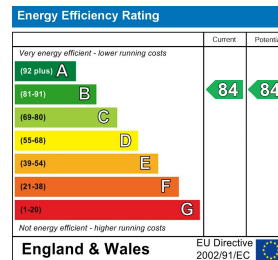 Energy Efficiency Rating
Current Potentia
Very energy efficient - lower running costs
(92 plus) A
(81-91) B
84 84
(69-80) C
(55-68) D
(39-54) E
(21-38) F
(1-20) G
Not energy efficient - higher running costs
England & Wales
EU Directive
2002/91/EC